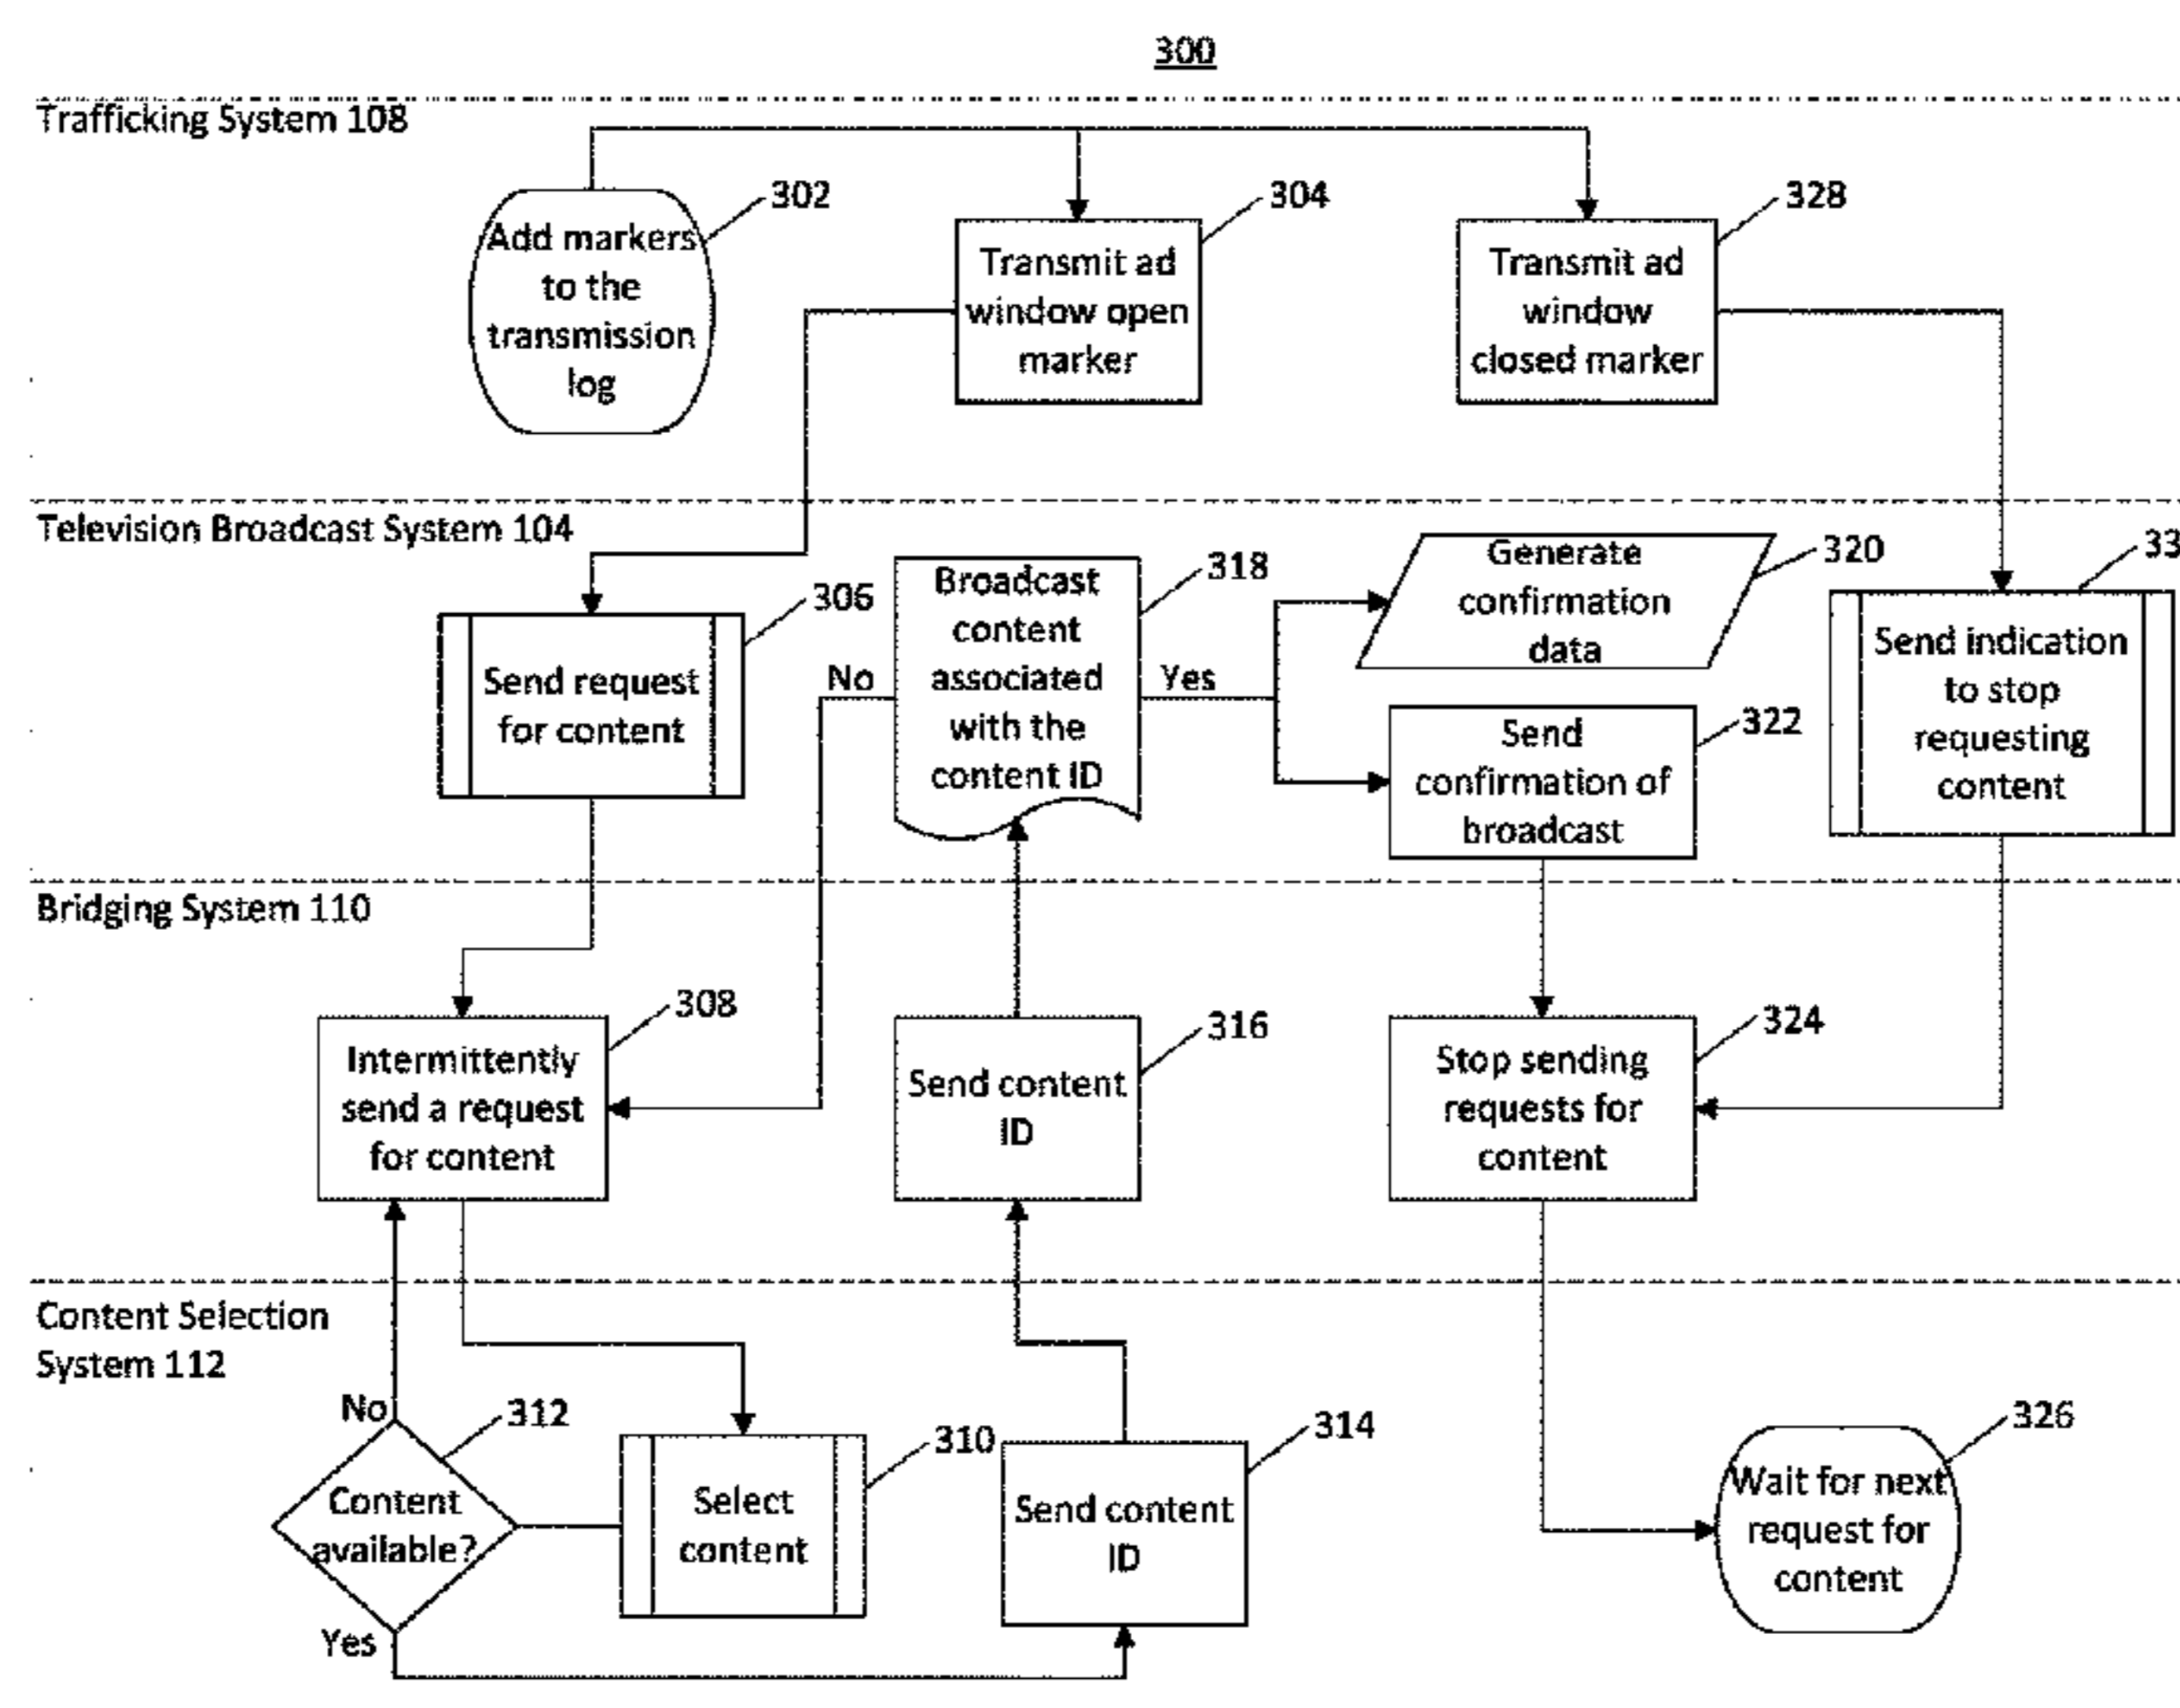 300
Trafficking System 108
302
304
328
Add markers
to the
transmission
log
Transmit ad
window open
marker
Transmit ad
window
closed marker
Television Broadcast System 104
306
Send request
for content
No
318
Broadcast
content
associated
with the
content ID
Yes
320
Generate
confirmation
data
322
Send
confirmation of
broadcast
33
Send indication
to stop
requesting
content
Bridging System 110
308
Intermittently
send a request
for content
316
Send content
ID
324
Stop sending
requests for
content
Content Selection
System 112
No
312
Content
available?
Yes
310
Select
content
314
Send content
ID
326
Wait for next
request for
content